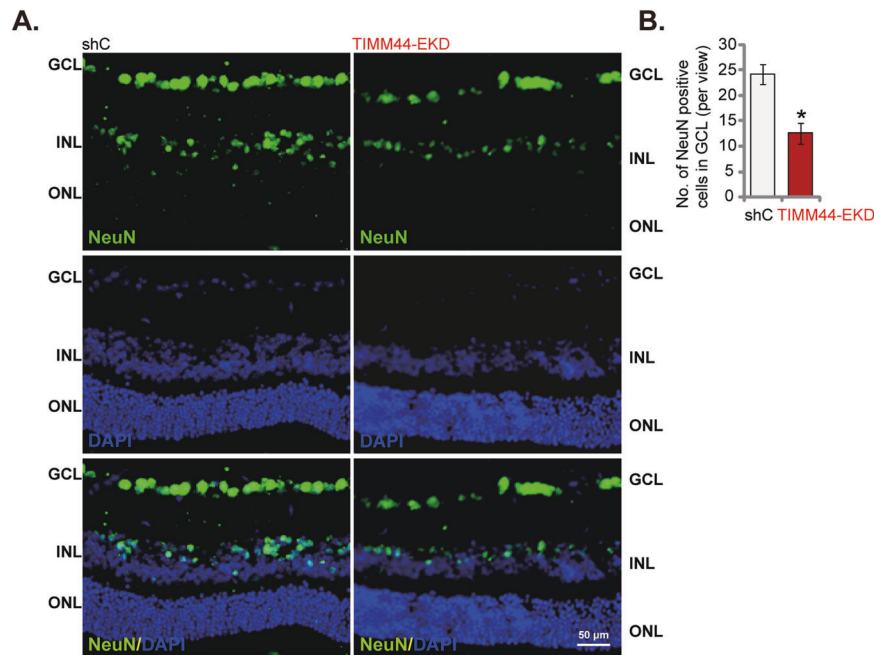 A.
B.
shC
TIMM44-EKD
GCL
INL
ONL
NeuN
NeuN
GCL
INL
ONL
GCL
INL
ONL
DAPI
DAPI
GCL
INL
ONL
GCL
INL
ONL
NeuN/DAPI
NeuN/DAPI
50 µm
GCL
INL
ONL
No. of NeuN positive
cells in GCL (per view)
30
25
20
15
10
5
0
*
shC TIMM44-EKD